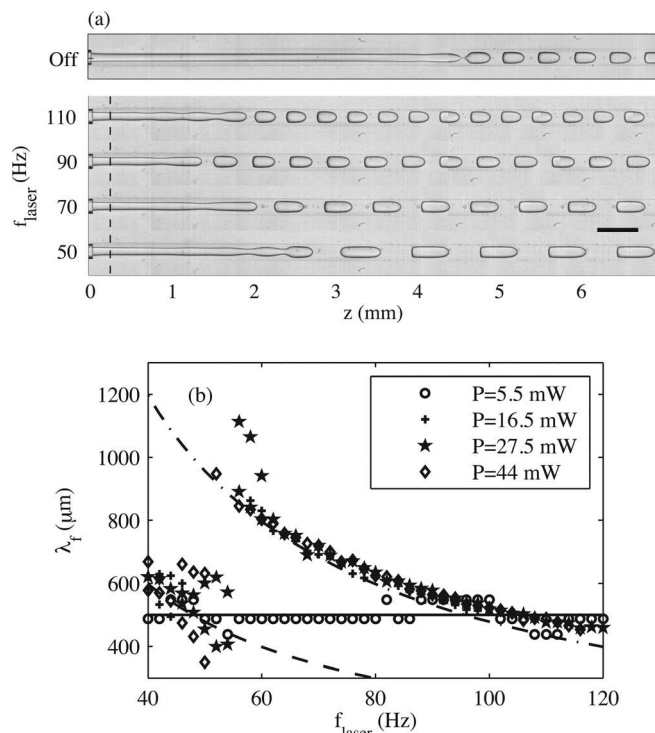 (a)
Off
110
90
70
50
f_laser (Hz)
0 1 2 3 4 5 6
z (mm)
(b)
P=5.5 mW
P=16.5 mW
P=27.5 mW
P=44 mW
1200
1000
800
600
400
λ_f (μm)
40 60 80 100 120
f_laser (Hz)